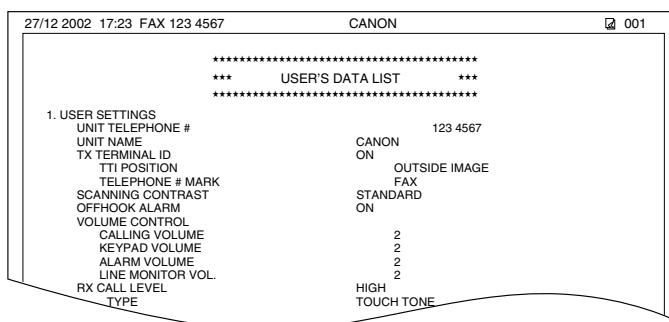 27/12 2002 17:23 FAX 123 4567 CANON 001
****************************************
*** USER'S DATA LIST ***
****************************************
1. USER SETTINGS
UNIT TELEPHONE # 123 4567
UNIT NAME CANON
TX TERMINAL ID ON
TTI POSITION OUTSIDE IMAGE
TELEPHONE # MARK FAX
SCANNING CONTRAST STANDARD
OFFHOOK ALARM ON
VOLUME CONTROL
CALLING VOLUME 2
KEYPAD VOLUME 2
ALARM VOLUME 2
LINE MONITOR VOL. 2
RX CALL LEVEL HIGH
TYPE TOUCH TONE